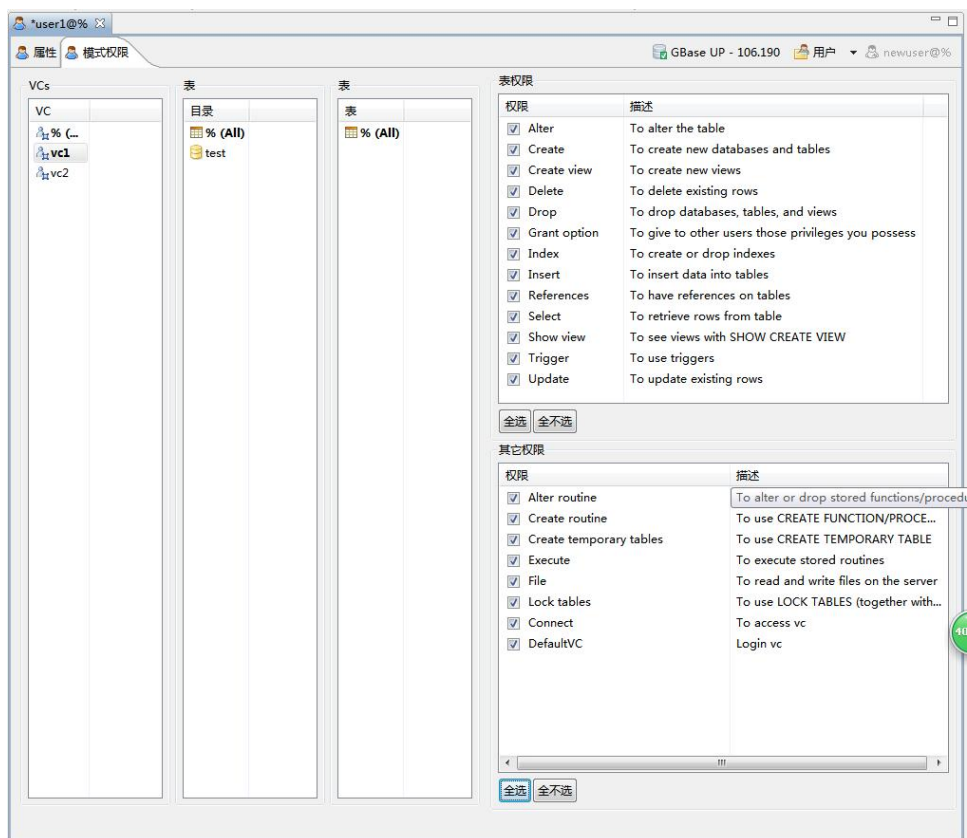 *user1@%
属性 模式权限 GBase UP - 106.190 用户 newuser@%
VCs
VC
% (...
vc1
vc2
表
目录
% (All)
test
表
表
% (All)
表权限
权限 描述
Alter To alter the table
Create To create new databases and tables
Create view To create new views
Delete To delete existing rows
Drop To drop databases, tables, and views
Grant option To give to other users those privileges you possess
Index To create or drop indexes
Insert To insert data into tables
References To have references on tables
Select To retrieve rows from table
Show view To see views with SHOW CREATE VIEW
Trigger To use triggers
Update To update existing rows
全选 全不选
其它权限
权限 描述
Alter routine To alter or drop stored functions/procedu
Create routine To use CREATE FUNCTION/PROCE...
Create temporary tables To use CREATE TEMPORARY TABLE
Execute To execute stored routines
File To read and write files on the server
Lock tables To use LOCK TABLES (together with...
Connect To access vc
DefaultVC Login vc
全选 全不选